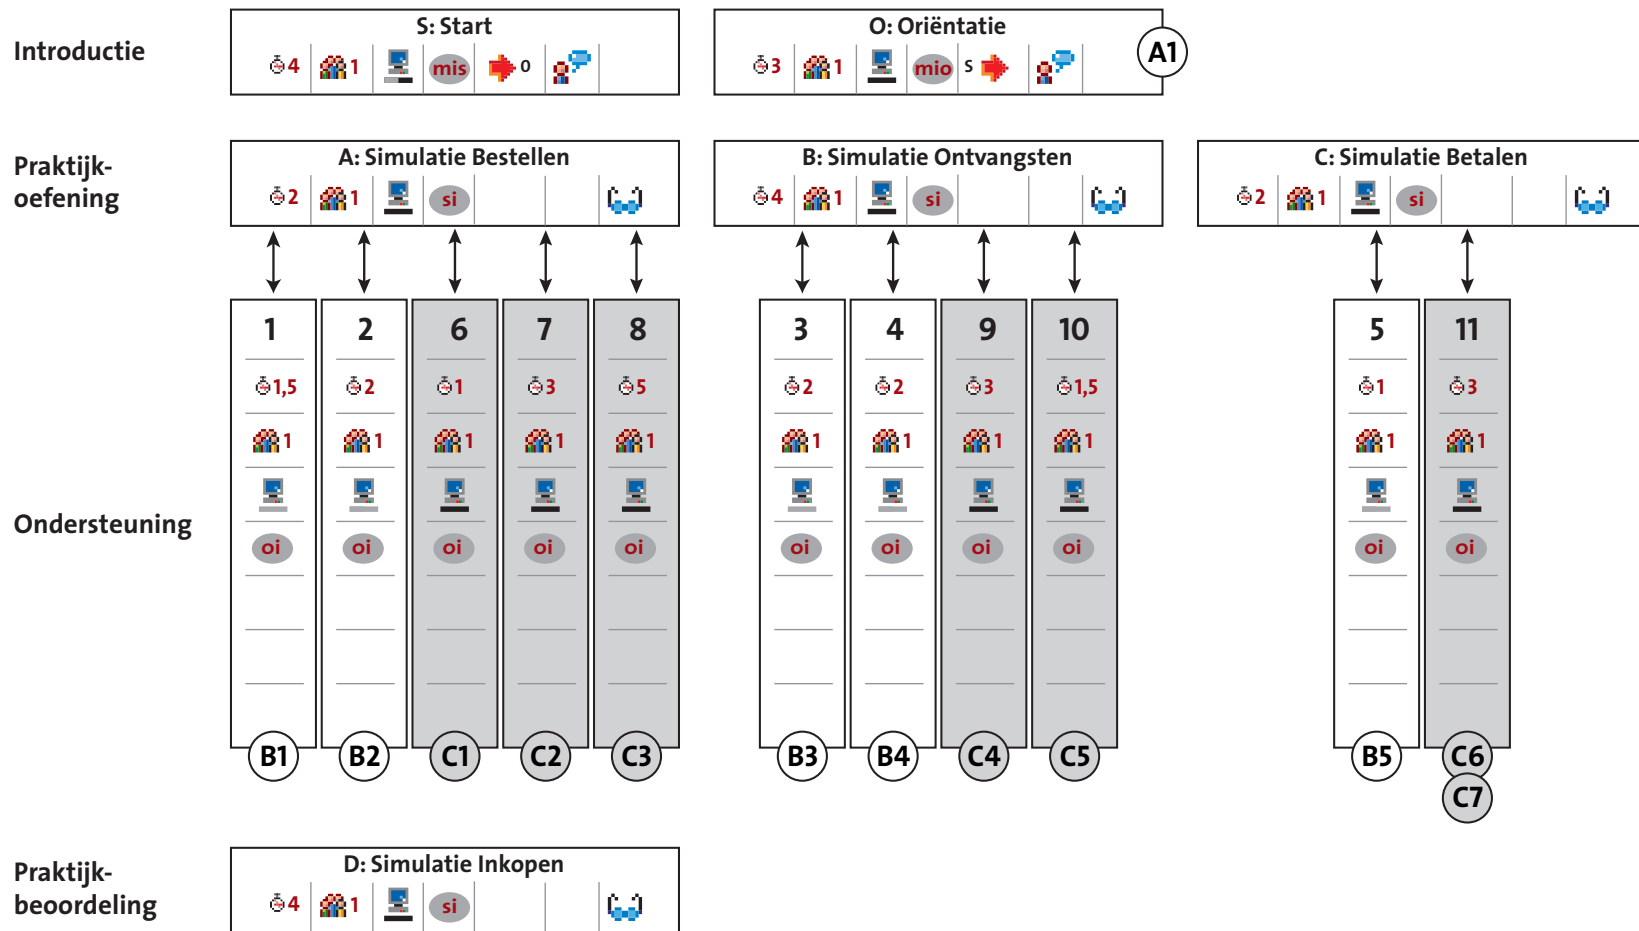 Introductie
S: Start
4 1 mis O
O: Oriëntatie
3 1 mio S
A1
Praktijk-
oefening
A: Simulatie Bestellen
2 1 si
B: Simulatie Ontvangsten
4 1 si
C: Simulatie Betalen
2 1 si
Ondersteuning
1 2 6 7 8 3 4 9 10 5 11
1,5 2 1 3 5 2 2 3 1,5 1 3
1 1 1 1 1 1 1 1 1 1 1
oi oi oi oi oi oi oi oi oi oi oi
B1 B2 C1 C2 C3 B3 B4 C4 C5 B5 C6
C7
Praktijk-
beoordeling
D: Simulatie Inkopen
4 1 si